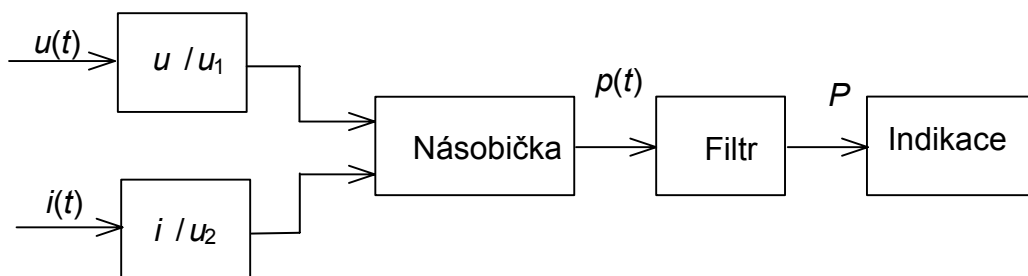 u(t)
u / u₁
p(t)
P
Násobička
Filtr
Indikace
i(t)
i / u₂